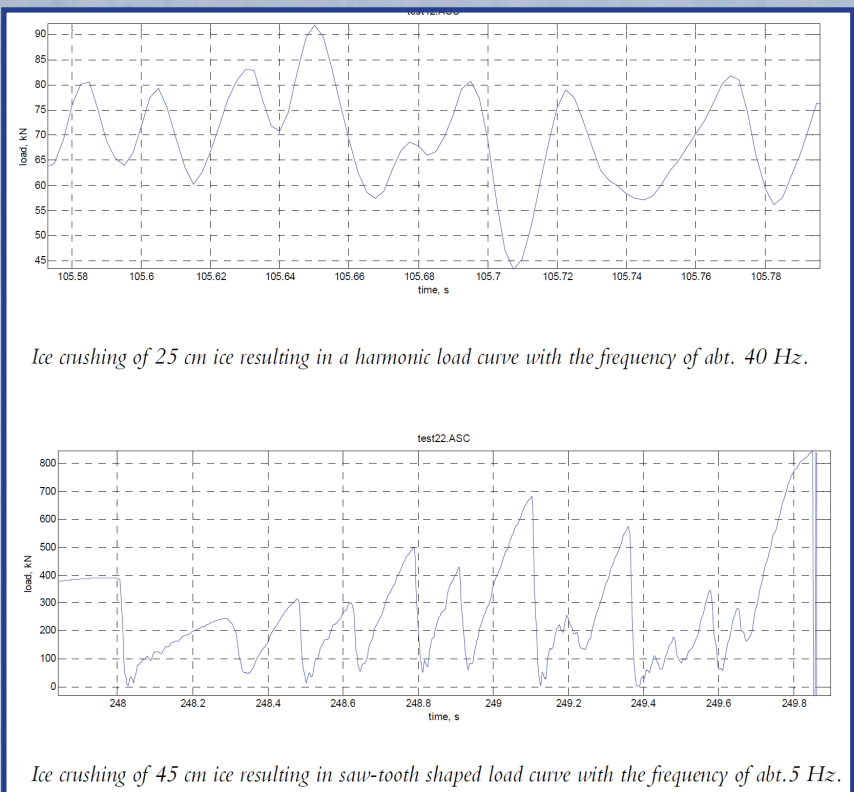 test12.ASC
90
85
80
75
70
65
60
55
50
45
load, kN
105.58 105.6 105.62 105.64 105.66 105.68 105.7 105.72 105.74 105.76 105.78
time, s
Ice crushing of 25 cm ice resulting in a harmonic load curve with the frequency of abt. 40 Hz.
test22.ASC
800
700
600
500
400
300
200
100
0
load, kN
248 248.2 248.4 248.6 248.8 249 249.2 249.4 249.6 249.8
time, s
Ice crushing of 45 cm ice resulting in saw-tooth shaped load curve with the frequency of abt.5 Hz.